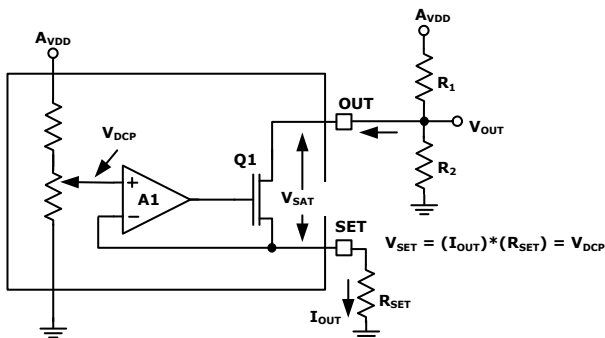 AVDD
AVDD
R1
OUT
VOUT
VDCP
Q1
R2
+
A1
VSAT
−
SET
VSET = (IOUT)*(RSET) = VDCP
RSET
IOUT